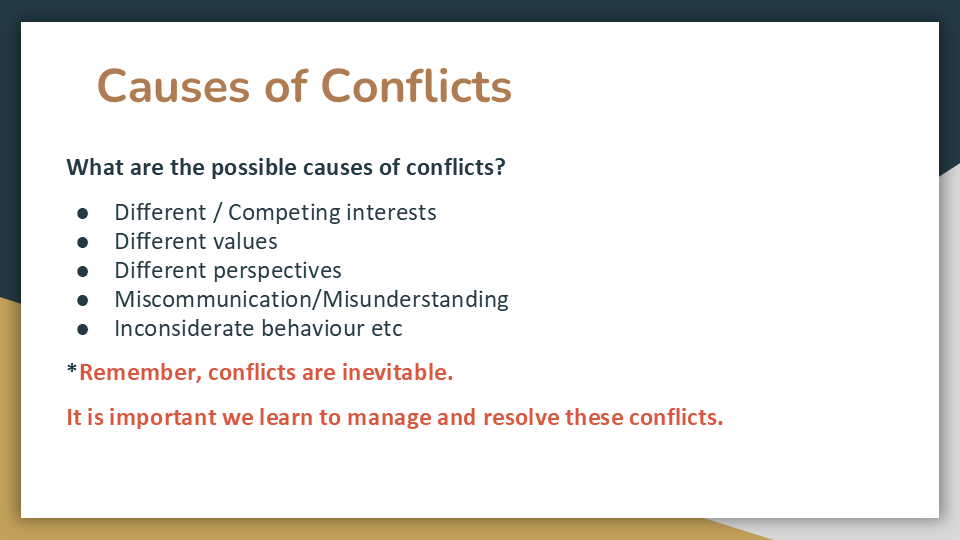 Causes of Conflicts
What are the possible causes of conflicts?
● Different / Competing interests
● Different values
● Different perspectives
● Miscommunication/Misunderstanding
● Inconsiderate behaviour etc
*Remember, conflicts are inevitable.
It is important we learn to manage and resolve these conflicts.